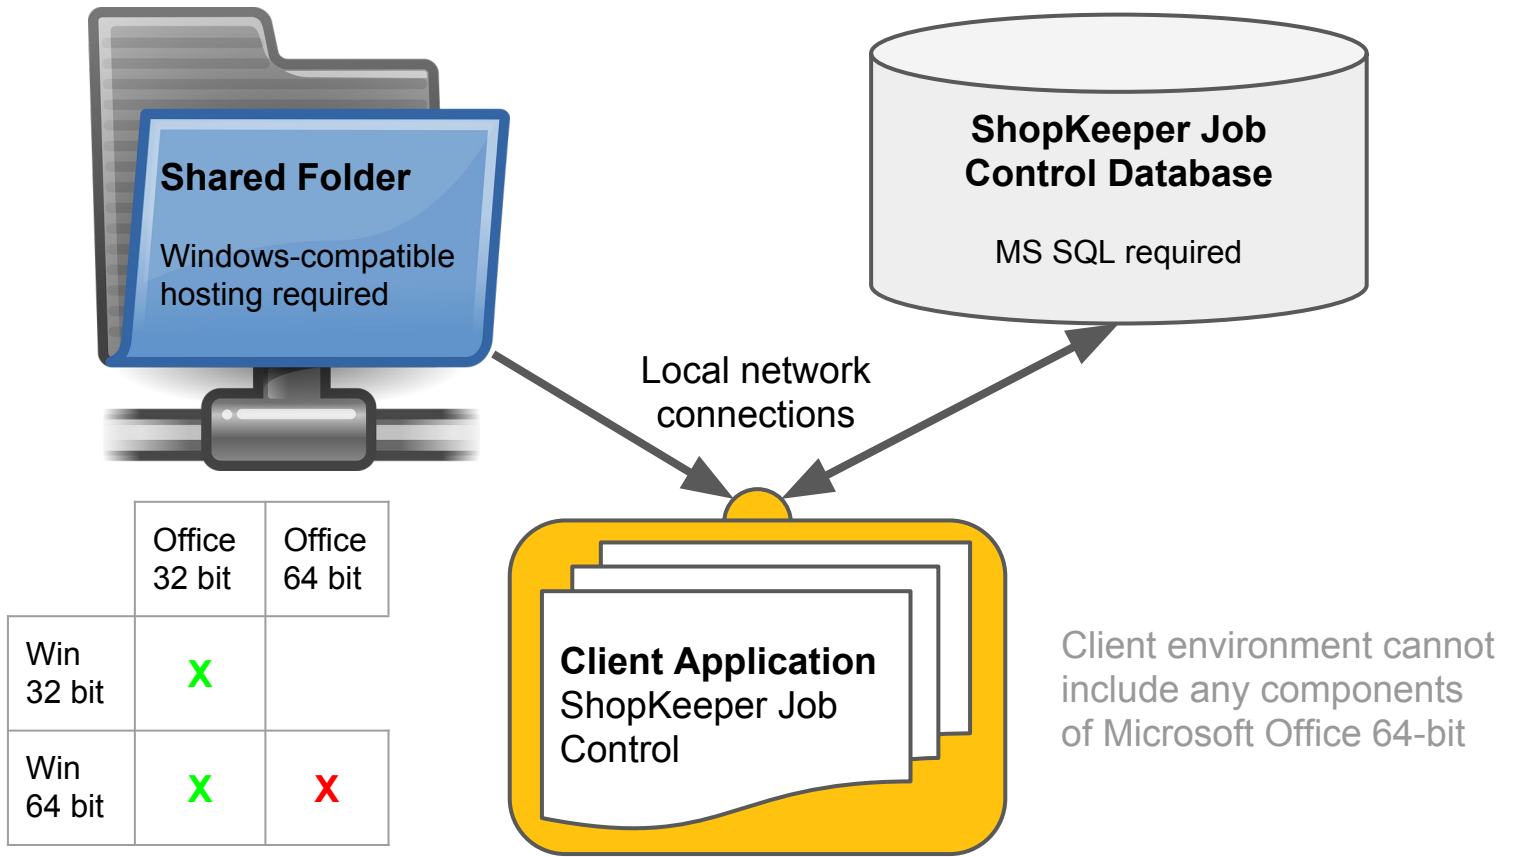 Shared Folder
Windows-compatible
hosting required
ShopKeeper Job
Control Database
MS SQL required
Local network
connections
Office
32 bit
Office
64 bit
Win
32 bit
X
Win
64 bit
X
X
Client Application
ShopKeeper Job
Control
Client environment cannot
include any components
of Microsoft Office 64-bit